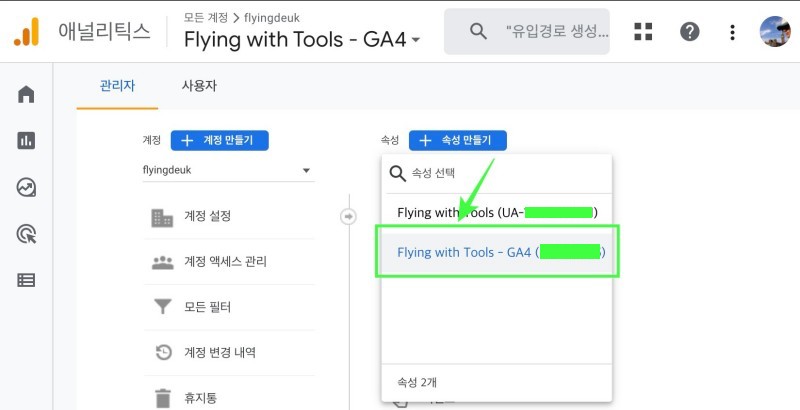 애널리틱스
모든 계정 > flyingdeuk
Flying with Tools - GA4
"유입경로 생성...
관리자
사용자
계정
+ 계정 만들기
속성
+ 속성 만들기
flyingdeuk
속성 선택
계정 설정
Flying with Tools (UA-
)
계정 액세스 관리
Flying with Tools - GA4 (
)
모든 필터
계정 변경 내역
속성 2개
휴지통